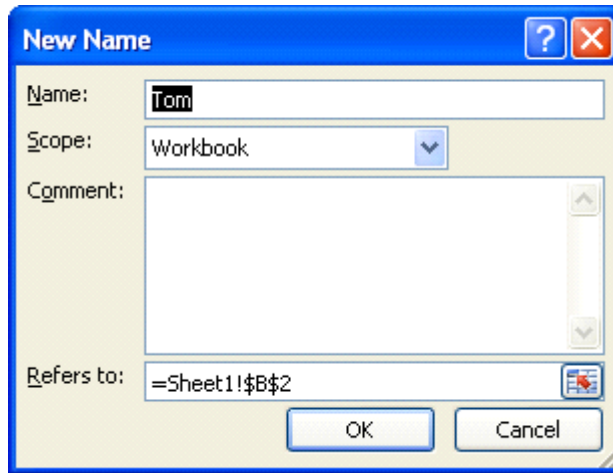 New Name
Name: Tom
Scope: Workbook
Comment:
Refers to: =Sheet1!$B$2
OK Cancel